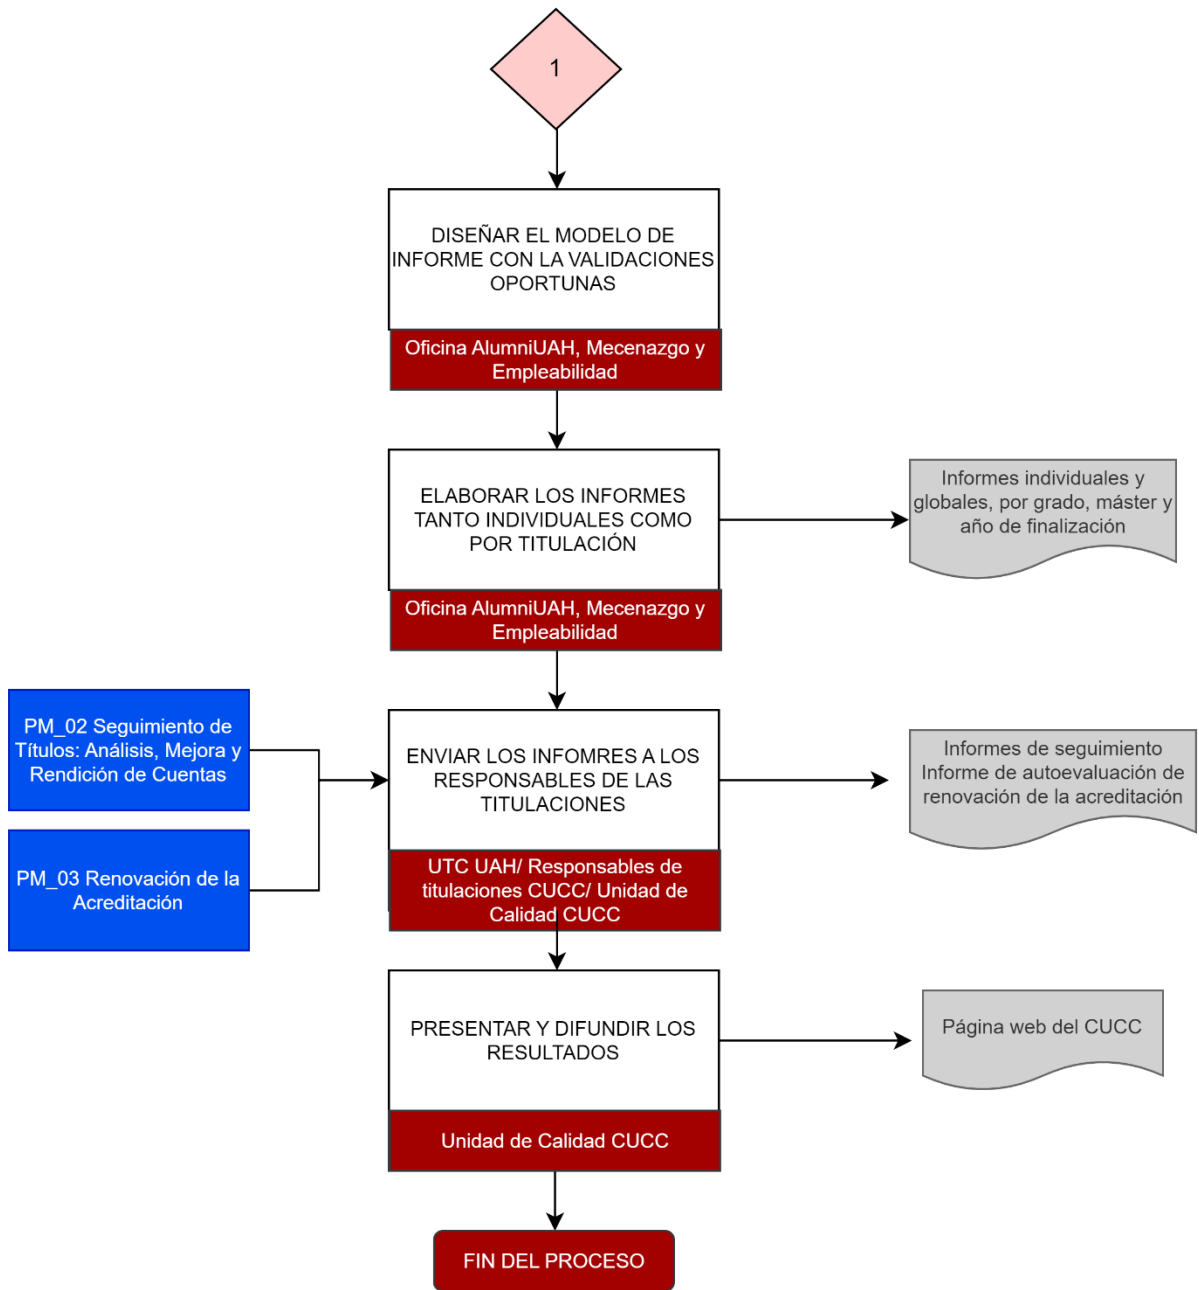 1
DISEÑAR EL MODELO DE
INFORME CON LA VALIDACIONES
OPORTUNAS
Oficina AlumniUAH, Mecenazgo y
Empleabilidad
ELABORAR LOS INFORMES
TANTO INDIVIDUALES COMO
POR TITULACIÓN
Oficina AlumniUAH, Mecenazgo y
Empleabilidad
Informes individuales y
globales, por grado, máster y
año de finalización
PM_02 Seguimiento de
Títulos: Análisis, Mejora y
Rendición de Cuentas
PM_03 Renovación de la
Acreditación
ENVIAR LOS INFOMRES A LOS
RESPONSABLES DE LAS
TITULACIONES
UTC UAH/ Responsables de
titulaciones CUCC/ Unidad de
Calidad CUCC
Informes de seguimiento
Informe de autoevaluación de
renovación de la acreditación
PRESENTAR Y DIFUNDIR LOS
RESULTADOS
Unidad de Calidad CUCC
Página web del CUCC
FIN DEL PROCESO